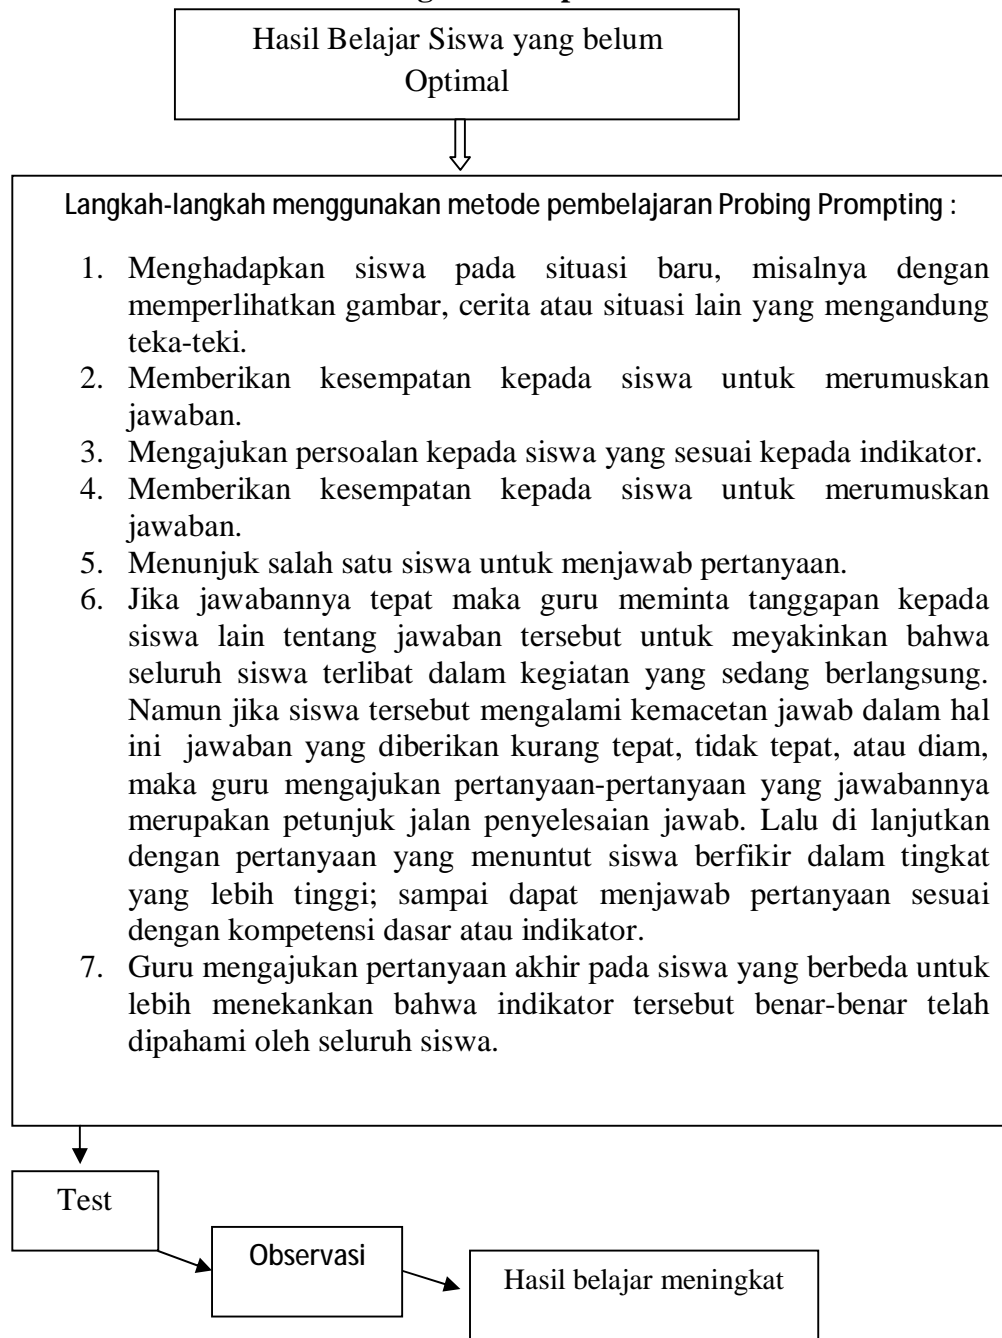 Hasil Belajar Siswa yang belum
Optimal
Langkah-langkah menggunakan metode pembelajaran Probing Prompting :
1. Menghadapkan siswa pada situasi baru, misalnya dengan
memperlihatkan gambar, cerita atau situasi lain yang mengandung
teka-teki.
2. Memberikan kesempatan kepada siswa untuk merumuskan
jawaban.
3. Mengajukan persoalan kepada siswa yang sesuai kepada indikator.
4. Memberikan kesempatan kepada siswa untuk merumuskan
jawaban.
5. Menunjuk salah satu siswa untuk menjawab pertanyaan.
6. Jika jawabannya tepat maka guru meminta tanggapan kepada
siswa lain tentang jawaban tersebut untuk meyakinkan bahwa
seluruh siswa terlibat dalam kegiatan yang sedang berlangsung.
Namun jika siswa tersebut mengalami kemacetan jawab dalam hal
ini jawaban yang diberikan kurang tepat, tidak tepat, atau diam,
maka guru mengajukan pertanyaan-pertanyaan yang jawabannya
merupakan petunjuk jalan penyelesaian jawab. Lalu di lanjutkan
dengan pertanyaan yang menuntut siswa berfikir dalam tingkat
yang lebih tinggi; sampai dapat menjawab pertanyaan sesuai
dengan kompetensi dasar atau indikator.
7. Guru mengajukan pertanyaan akhir pada siswa yang berbeda untuk
lebih menekankan bahwa indikator tersebut benar-benar telah
dipahami oleh seluruh siswa.
Test
Observasi
Hasil belajar meningkat